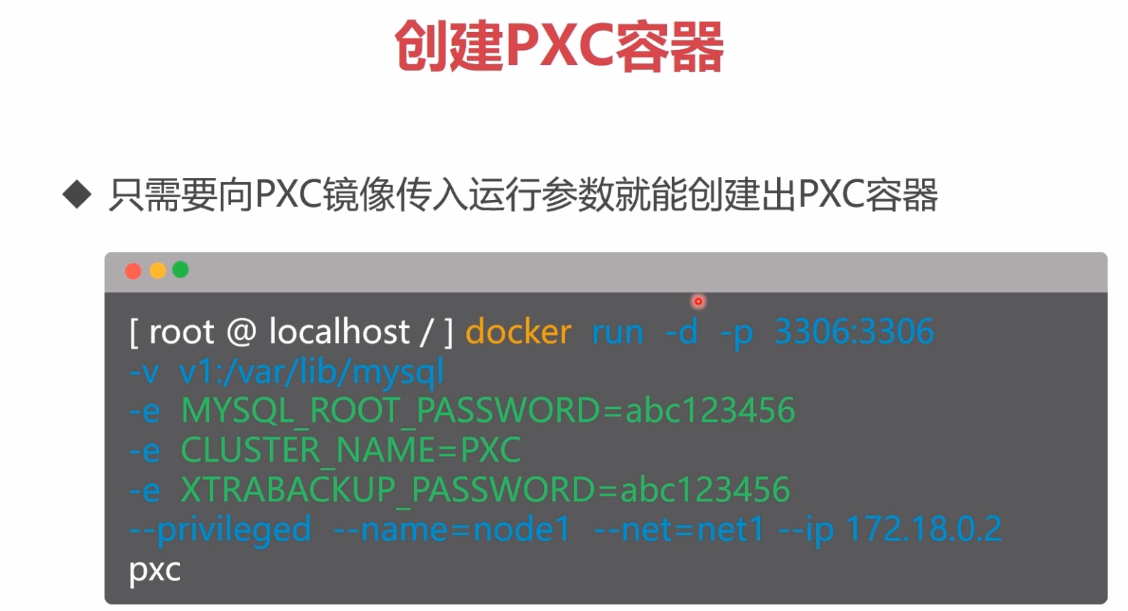 创建PXC容器
◆ 只需要向PXC镜像传入运行参数就能创建出PXC容器
[ root @ localhost / ] docker run -d -p 3306:3306
-v v1:/var/lib/mysql
-e MYSQL_ROOT_PASSWORD=abc123456
-e CLUSTER_NAME=PXC
-e XTRABACKUP_PASSWORD=abc123456
--privileged --name=node1 --net=net1 --ip 172.18.0.2
pxc